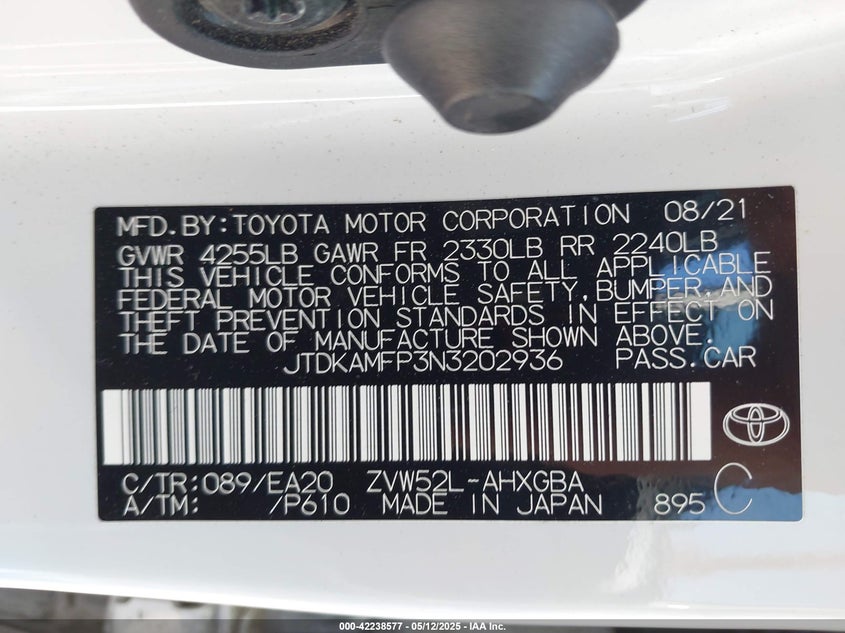 MFD.BY:TOYOTA MOTOR CORPORATION 08/21
GVWR 4255LB GAWR FR 2330LB RR 2240LB
THIS VEHICLE CONFORMS TO ALL APPLICABLE
FEDERAL MOTOR VEHICLE SAFETY,BUMPER,AND
THEFT PREVENTION STANDARDS IN EFFECT ON
THE DATE OF MANUFACTURE SHOWN ABOVE.
JTDKAMFP3N3202936 PASS.CAR
C/TR:089/EA20 ZVW52L-AHXGBA
A/TM: /P610 MADE IN JAPAN 895 C
000-42238577 - 05/12/2025 - IAA Inc.